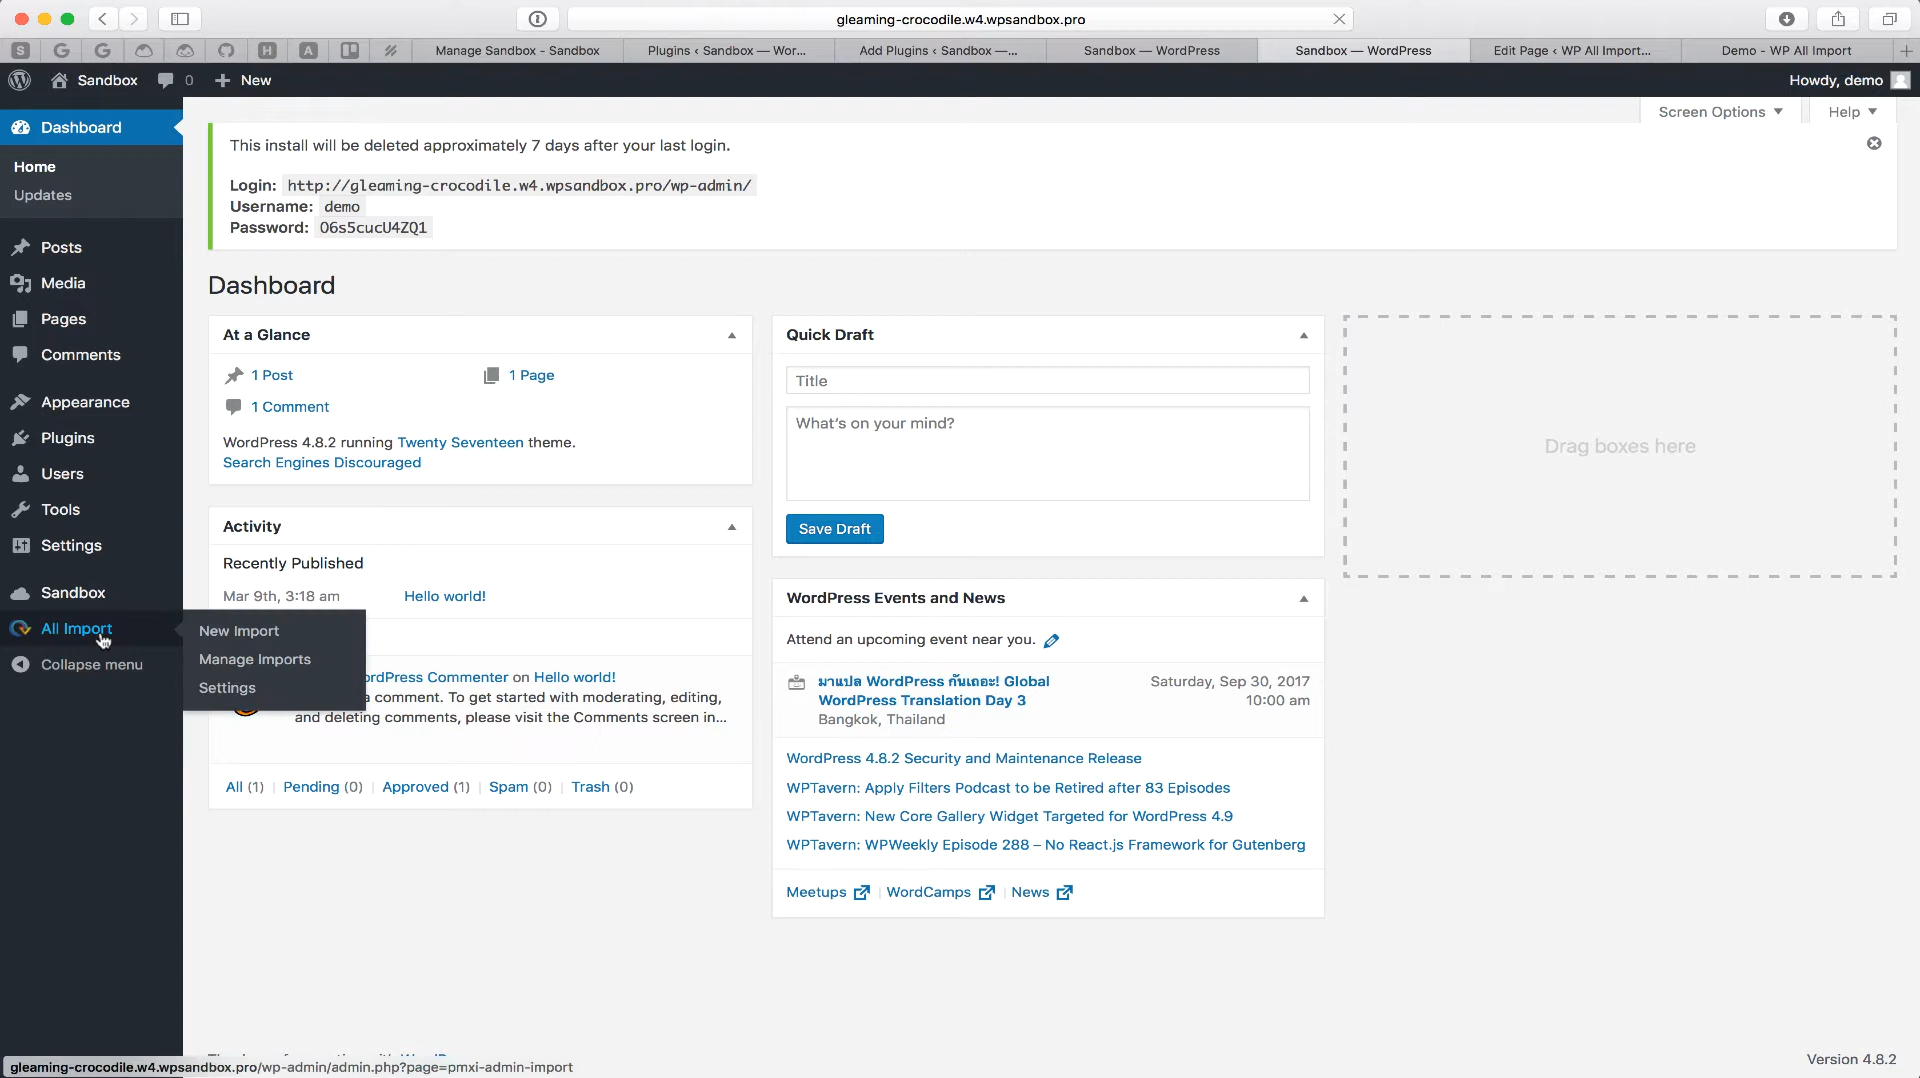 gleaming-crocodile.w4.wpsandbox.pro
S
H
A
Manage Sandbox - Sandbox
Plugins ‹ Sandbox — Wor...
Add Plugins ‹ Sandbox —...
Sandbox — WordPress
Sandbox — WordPress
Edit Page ‹ WP All Import...
Demo - WP All Import
Sandbox
0
New
Howdy, demo
Dashboard
Home
Updates
Posts
Media
Pages
Comments
Appearance
Plugins
Users
Tools
Settings
Sandbox
All Import
Collapse menu
New Import
Manage Imports
Settings
Screen Options
Help
This install will be deleted approximately 7 days after your last login.
Login: http://gleaming-crocodile.w4.wpsandbox.pro/wp-admin/
Username: demo
Password: O6s5cucU4ZQ1
Dashboard
At a Glance
1 Post
1 Page
1 Comment
WordPress 4.8.2 running Twenty Seventeen theme.
Search Engines Discouraged
Activity
Recently Published
Mar 9th, 3:18 am
Hello world!
rdPress Commenter on Hello world!
a comment. To get started with moderating, editing,
and deleting comments, please visit the Comments screen in...
All (1) | Pending (0) | Approved (1) | Spam (0) | Trash (0)
Quick Draft
Title
What's on your mind?
Save Draft
WordPress Events and News
Attend an upcoming event near you.
มาแปล WordPress กันเถอะ! Global
WordPress Translation Day 3
Bangkok, Thailand
Saturday, Sep 30, 2017
10:00 am
WordPress 4.8.2 Security and Maintenance Release
WPTavern: Apply Filters Podcast to be Retired after 83 Episodes
WPTavern: New Core Gallery Widget Targeted for WordPress 4.9
WPTavern: WPWeekly Episode 288 – No React.js Framework for Gutenberg
Meetups | WordCamps | News
Drag boxes here
Version 4.8.2
gleaming-crocodile.w4.wpsandbox.pro/wp-admin/admin.php?page=pmxi-admin-import